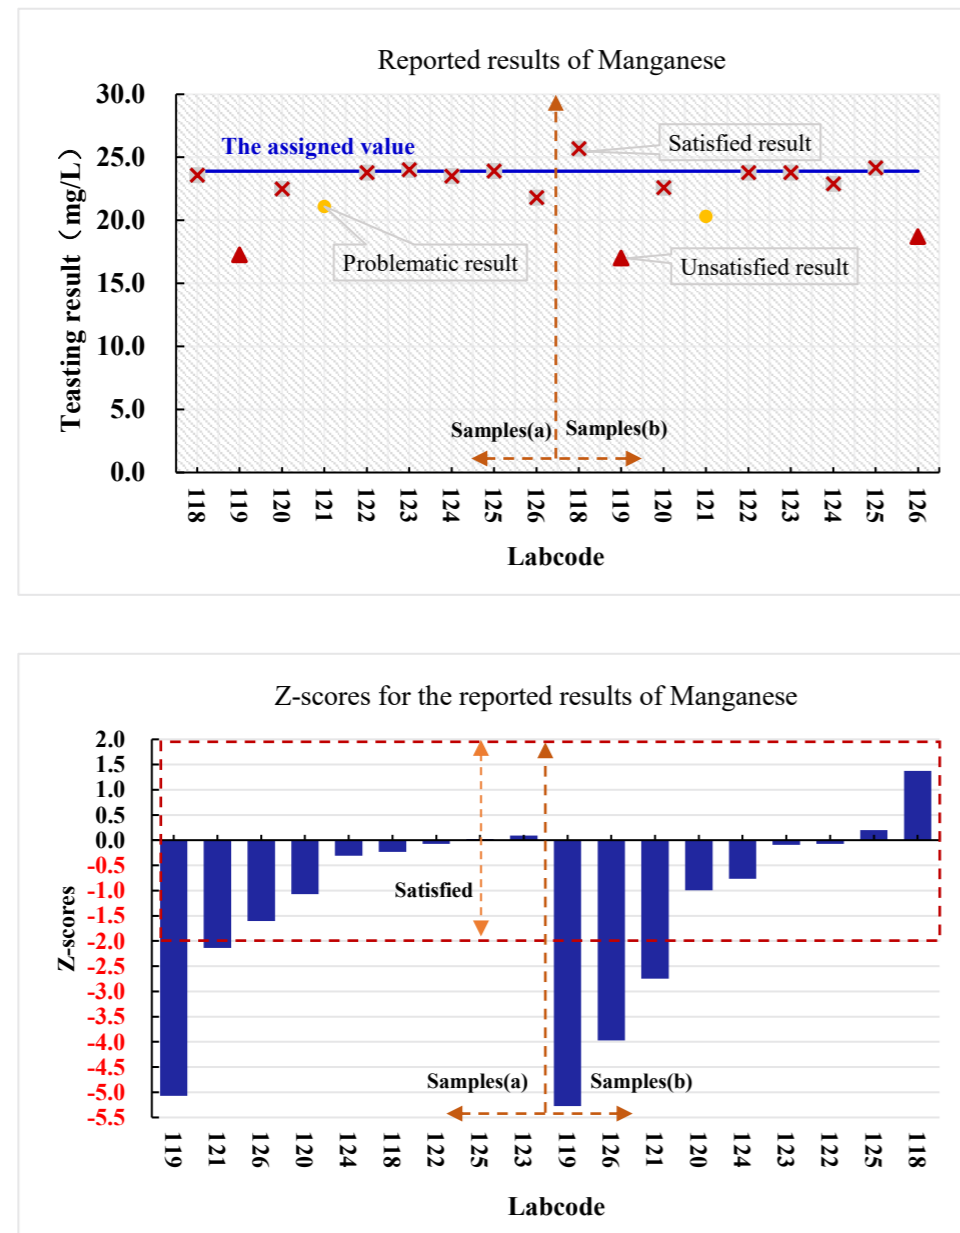 Reported results of Manganese
30.0
25.0
20.0
15.0
10.0
5.0
0.0
Teasting result（mg/L）
The assigned value
Satisfied result
Problematic result
Unsatisfied result
Samples(a) Samples(b)
118 119 120 121 122 123 124 125 126 118 119 120 121 122 123 124 125 126
Labcode
Z-scores for the reported results of Manganese
2.0
1.5
1.0
0.5
0.0
-0.5
-1.0
-1.5
-2.0
-2.5
-3.0
-3.5
-4.0
-4.5
-5.0
-5.5
Z-scores
Satisfied
Samples(a) Samples(b)
119 121 126 120 124 118 122 125 123 119 126 121 120 124 123 122 125 118
Labcode